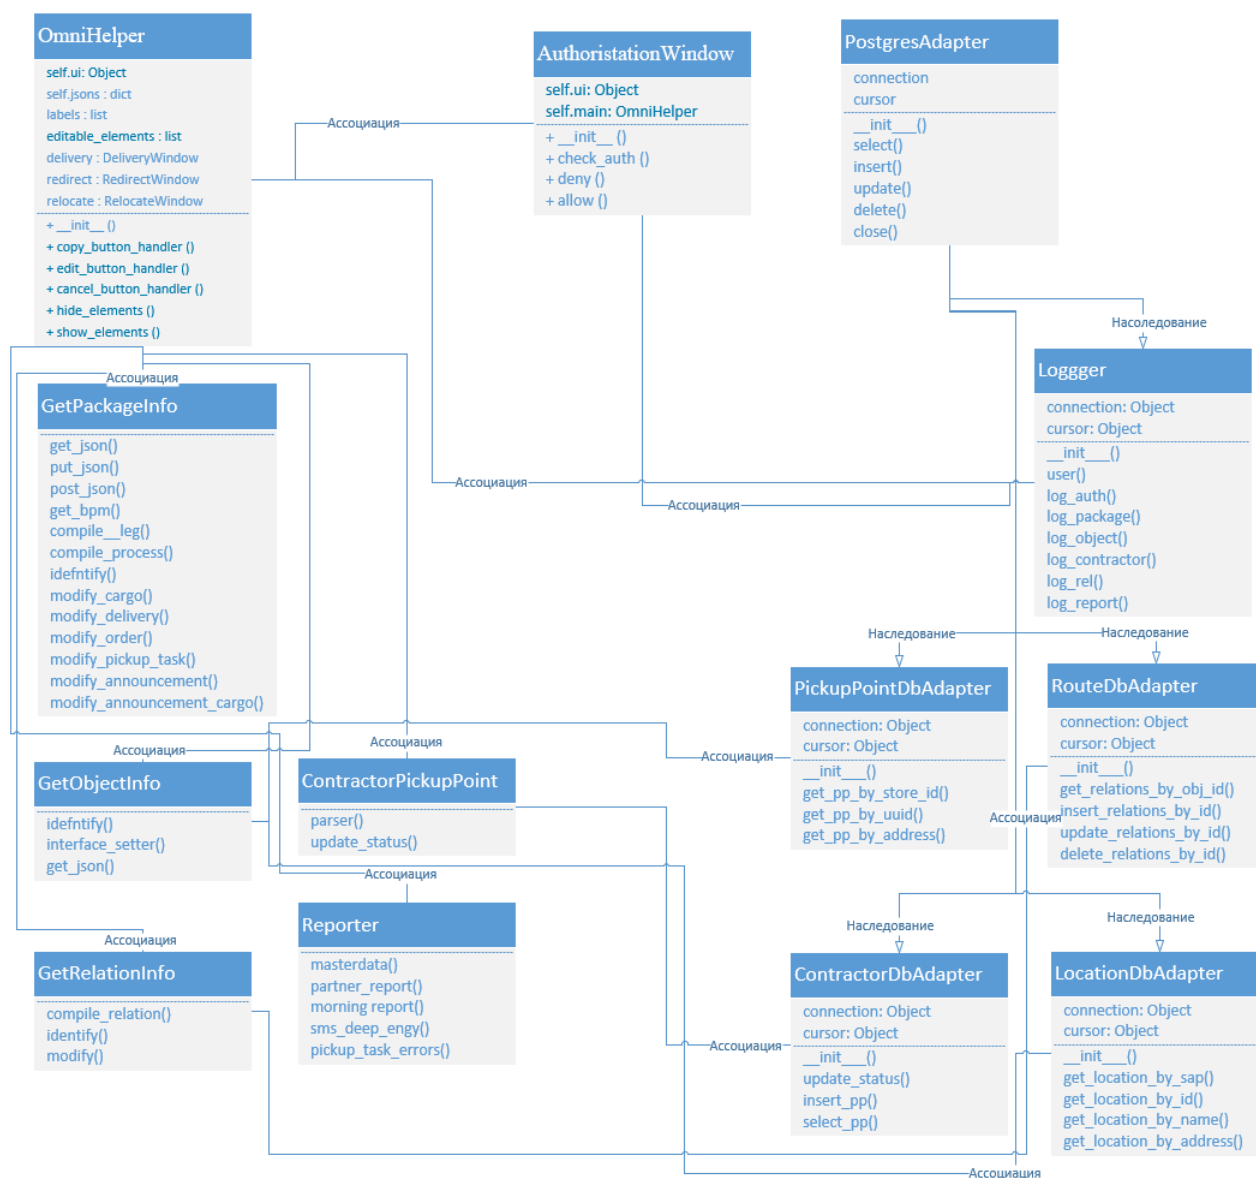 OmniHelper
self.ui: Object
self.jsons : dict
labels : list
editable_elements : list
delivery : DeliveryWindow
redirect : RedirectWindow
relocate : RelocateWindow
+ __init__ ()
+ copy_button_handler ()
+ edit_button_handler ()
+ cancel_button_handler ()
+ hide_elements ()
+ show_elements ()
Ассоциация
AuthoristationWindow
self.ui: Object
self.main: OmniHelper
+ __init__ ()
+ check_auth ()
+ deny ()
+ allow ()
PostgresAdapter
connection
cursor
__init___()
select()
insert()
update()
delete()
close()
Насоледование
Loggger
connection: Object
cursor: Object
__init___()
user()
log_auth()
log_package()
log_object()
log_contractor()
log_rel()
log_report()
Ассоциация
Ассоциация
Ассоциация
GetPackageInfo
get_json()
put_json()
post_json()
get_bpm()
compile__leg()
compile_process()
idefntify()
modify_cargo()
modify_delivery()
modify_order()
modify_pickup_task()
modify_announcement()
modify_announcement_cargo()
Наследование
Наследование
PickupPointDbAdapter
connection: Object
cursor: Object
__init___()
get_pp_by_store_id()
get_pp_by_uuid()
get_pp_by_address()
RouteDbAdapter
connection: Object
cursor: Object
__init___()
get_relations_by_obj_id()
insert_relations_by_id()
update_relations_by_id()
delete_relations_by_id()
Ассоциация
Ассоциация
Ассоциация
Ассоциация
GetObjectInfo
idefntify()
interface_setter()
get_json()
ContractorPickupPoint
parser()
update_status()
Ассоциация
Reporter
masterdata()
partner_report()
morning report()
sms_deep_engy()
pickup_task_errors()
Ассоциация
GetRelationInfo
compile_relation()
identify()
modify()
Наследование
Наследование
ContractorDbAdapter
connection: Object
cursor: Object
__init___()
update_status()
insert_pp()
select_pp()
LocationDbAdapter
connection: Object
cursor: Object
__init___()
get_location_by_sap()
get_location_by_id()
get_location_by_name()
get_location_by_address()
Ассоциация
Ассоциация